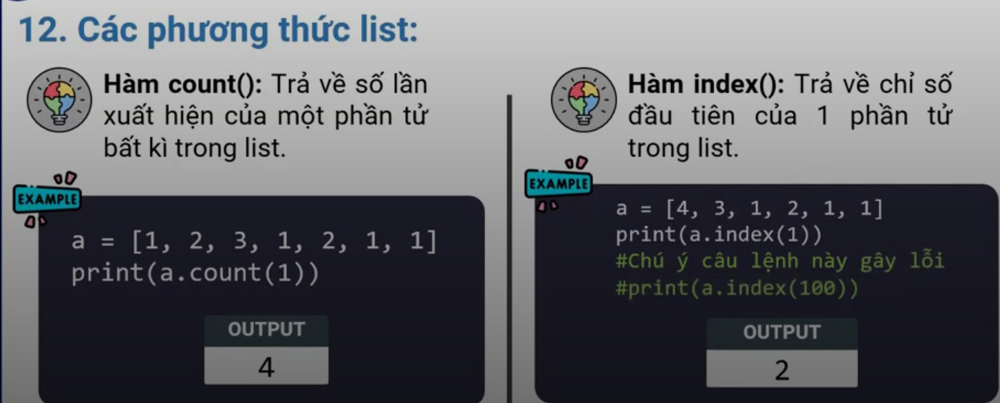 12. Các phương thức list:
Hàm count(): Trả về số lần
xuất hiện của một phần tử
bất kì trong list.
EXAMPLE
a = [1, 2, 3, 1, 2, 1, 1]
print(a.count(1))
OUTPUT
4
Hàm index(): Trả về chỉ số
đầu tiên của 1 phần tử
trong list.
EXAMPLE
a = [4, 3, 1, 2, 1, 1]
print(a.index(1))
#Chú ý câu lệnh này gây lỗi
#print(a.index(100))
OUTPUT
2